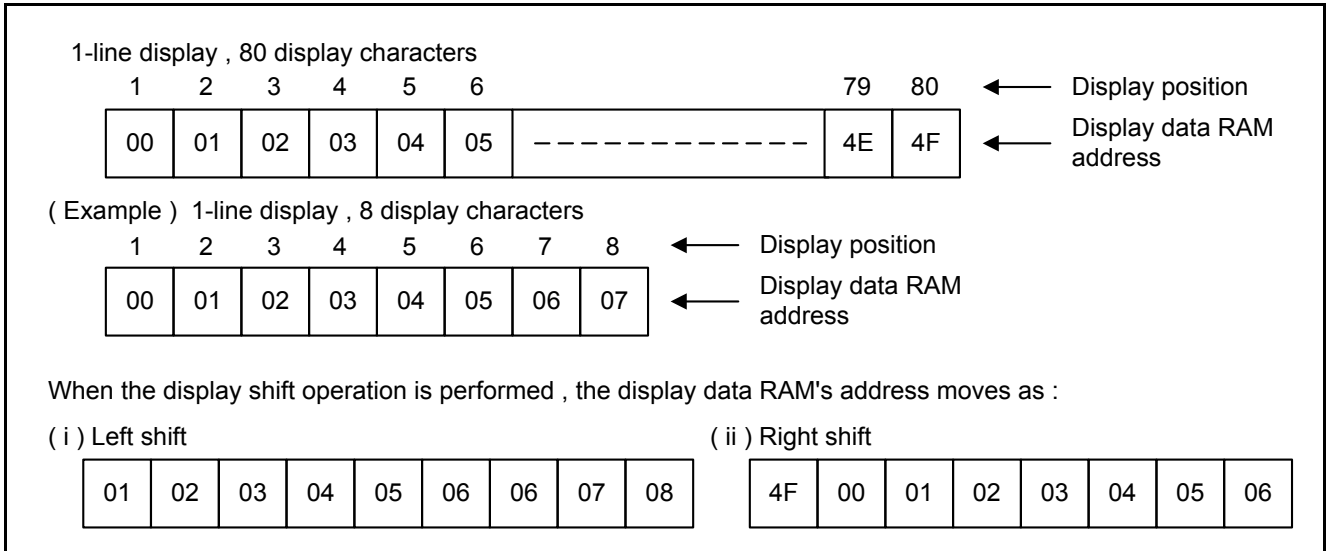 1-line display , 80 display characters
1 2 3 4 5 6 79 80 Display position
00 01 02 03 04 05 4E 4F Display data RAM
address
( Example ) 1-line display , 8 display characters
1 2 3 4 5 6 7 8 Display position
00 01 02 03 04 05 06 07 Display data RAM
address
When the display shift operation is performed , the display data RAM's address moves as :
( i ) Left shift ( ii ) Right shift
01 02 03 04 05 06 06 07 08 4F 00 01 02 03 04 05 06